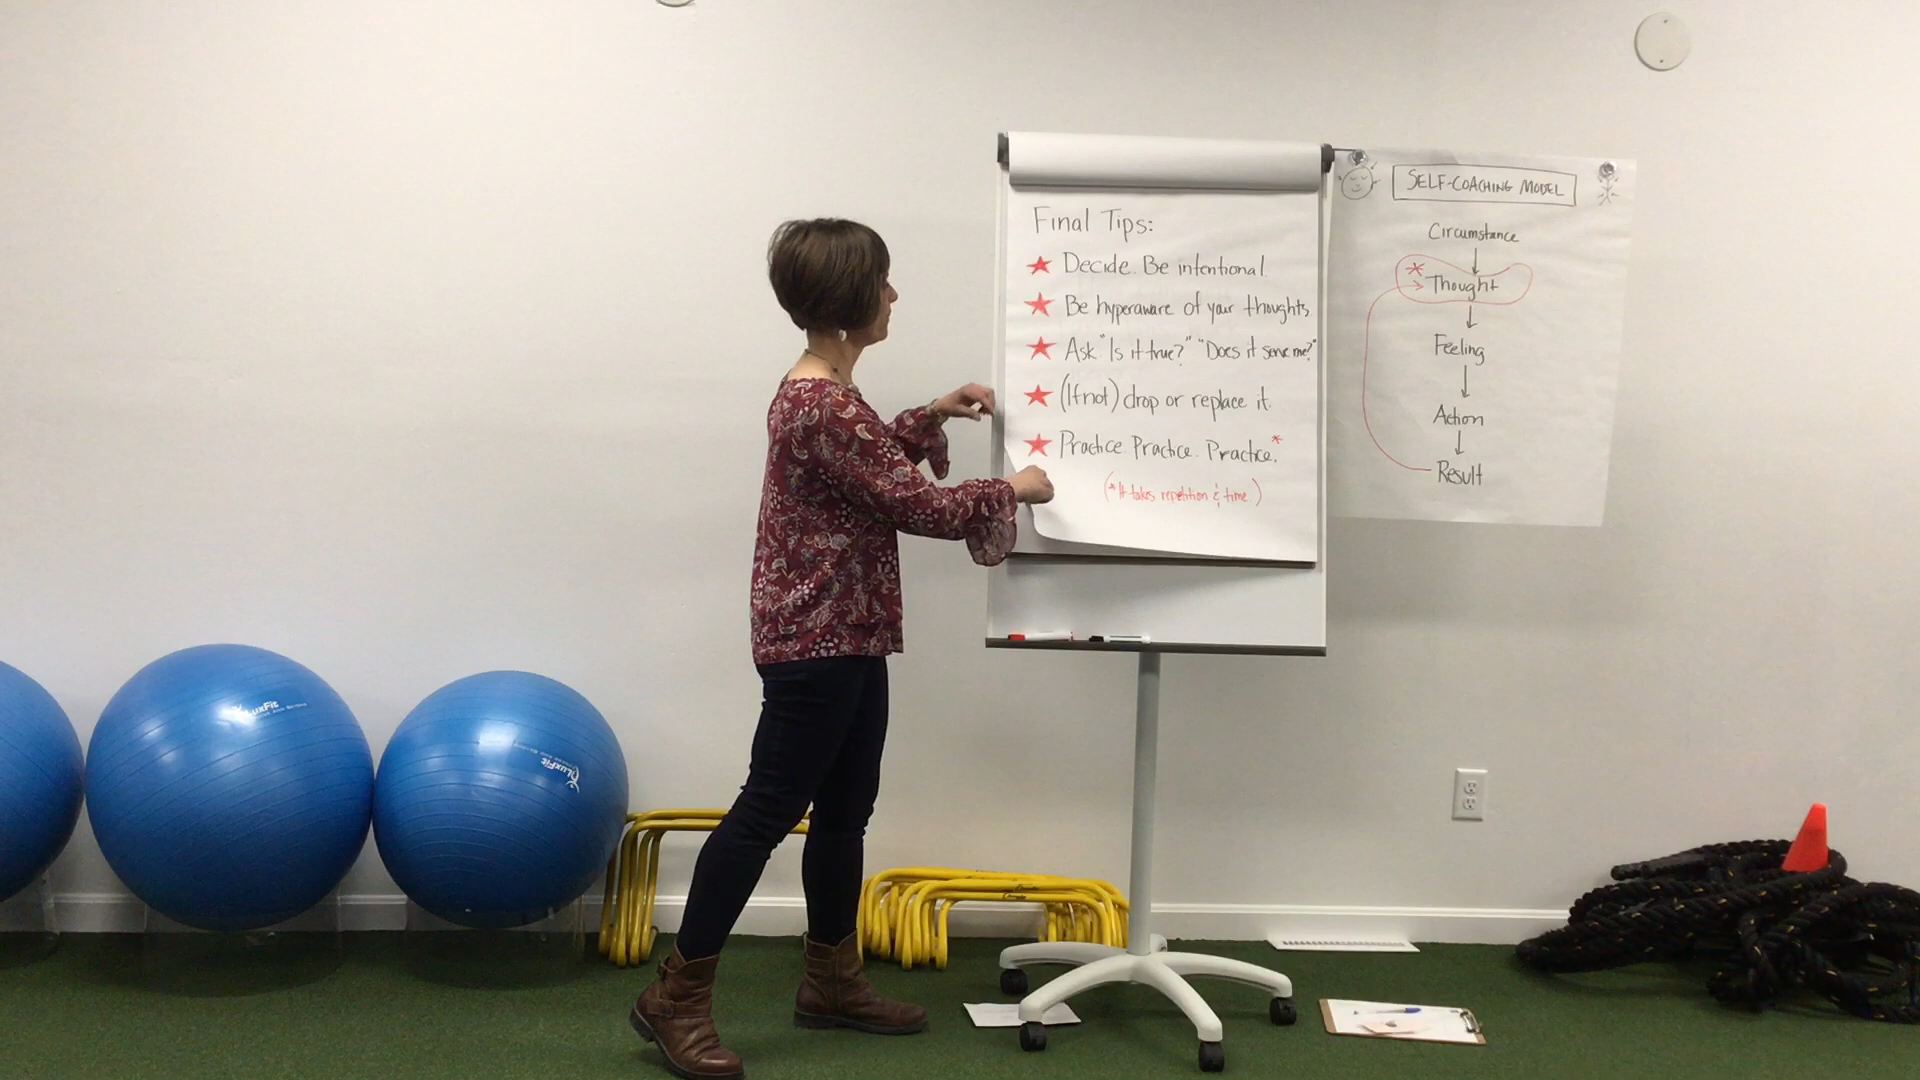 Final Tips:
★ Decide. Be intentional.
★ Be hyperaware of your thoughts.
★ Ask "Is it true?" "Does it serve me?"
★ (If not) drop or replace it.
★ Practice. Practice. Practice.*
(*It takes repetition & time)
SELF-COACHING MODEL
Circumstance
* Thought
Feeling
Action
Result
LuxFit
LuxFit